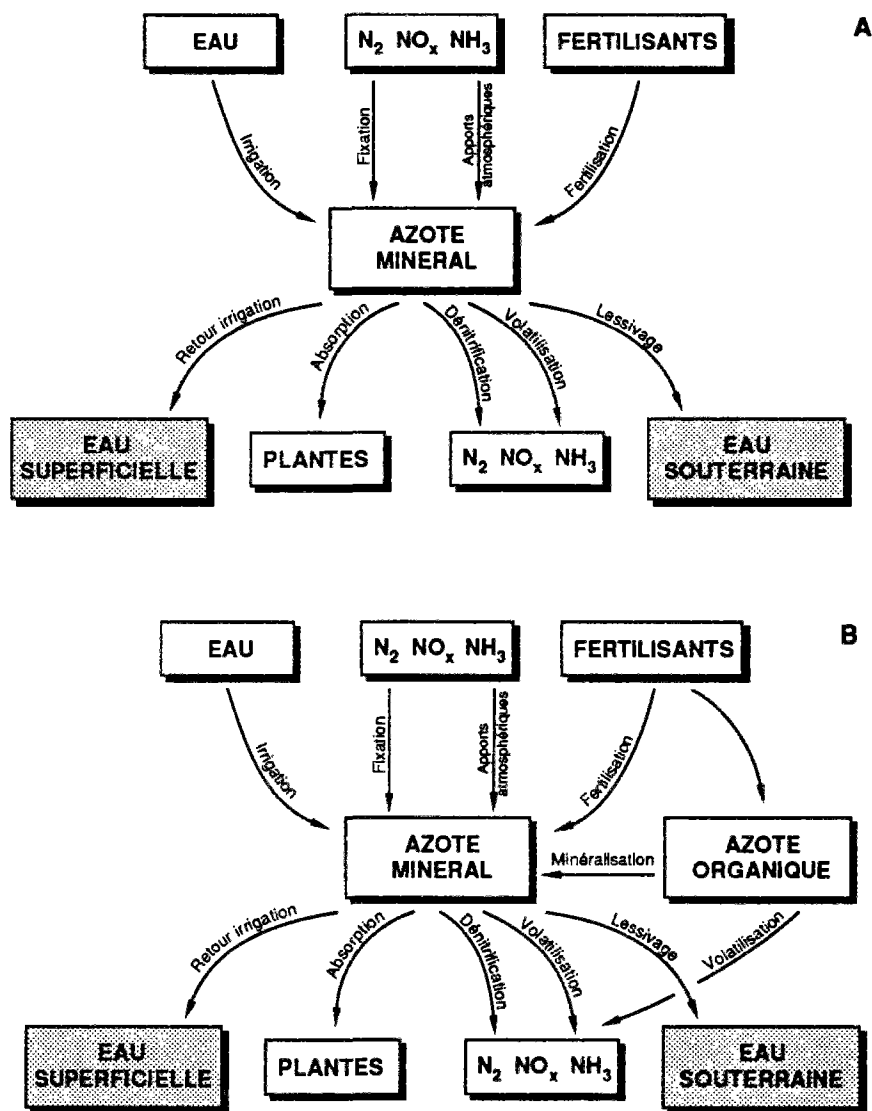 A
EAU
N₂ NOₓ NH₃
FERTILISANTS
Irrigation
Fixation
Apports
atmosphériques
Fertilisation
AZOTE
MINERAL
Retour irrigation
Absorption
Dénitrification
Volatilisation
Lessivage
EAU
SUPERFICIELLE
PLANTES
N₂ NOₓ NH₃
EAU
SOUTERRAINE
B
EAU
N₂ NOₓ NH₃
FERTILISANTS
Irrigation
Fixation
Apports
atmosphériques
Fertilisation
AZOTE
MINERAL
Minéralisation
AZOTE
ORGANIQUE
Retour irrigation
Absorption
Dénitrification
Volatilisation
Lessivage
Volatilisation
EAU
SUPERFICIELLE
PLANTES
N₂ NOₓ NH₃
EAU
SOUTERRAINE